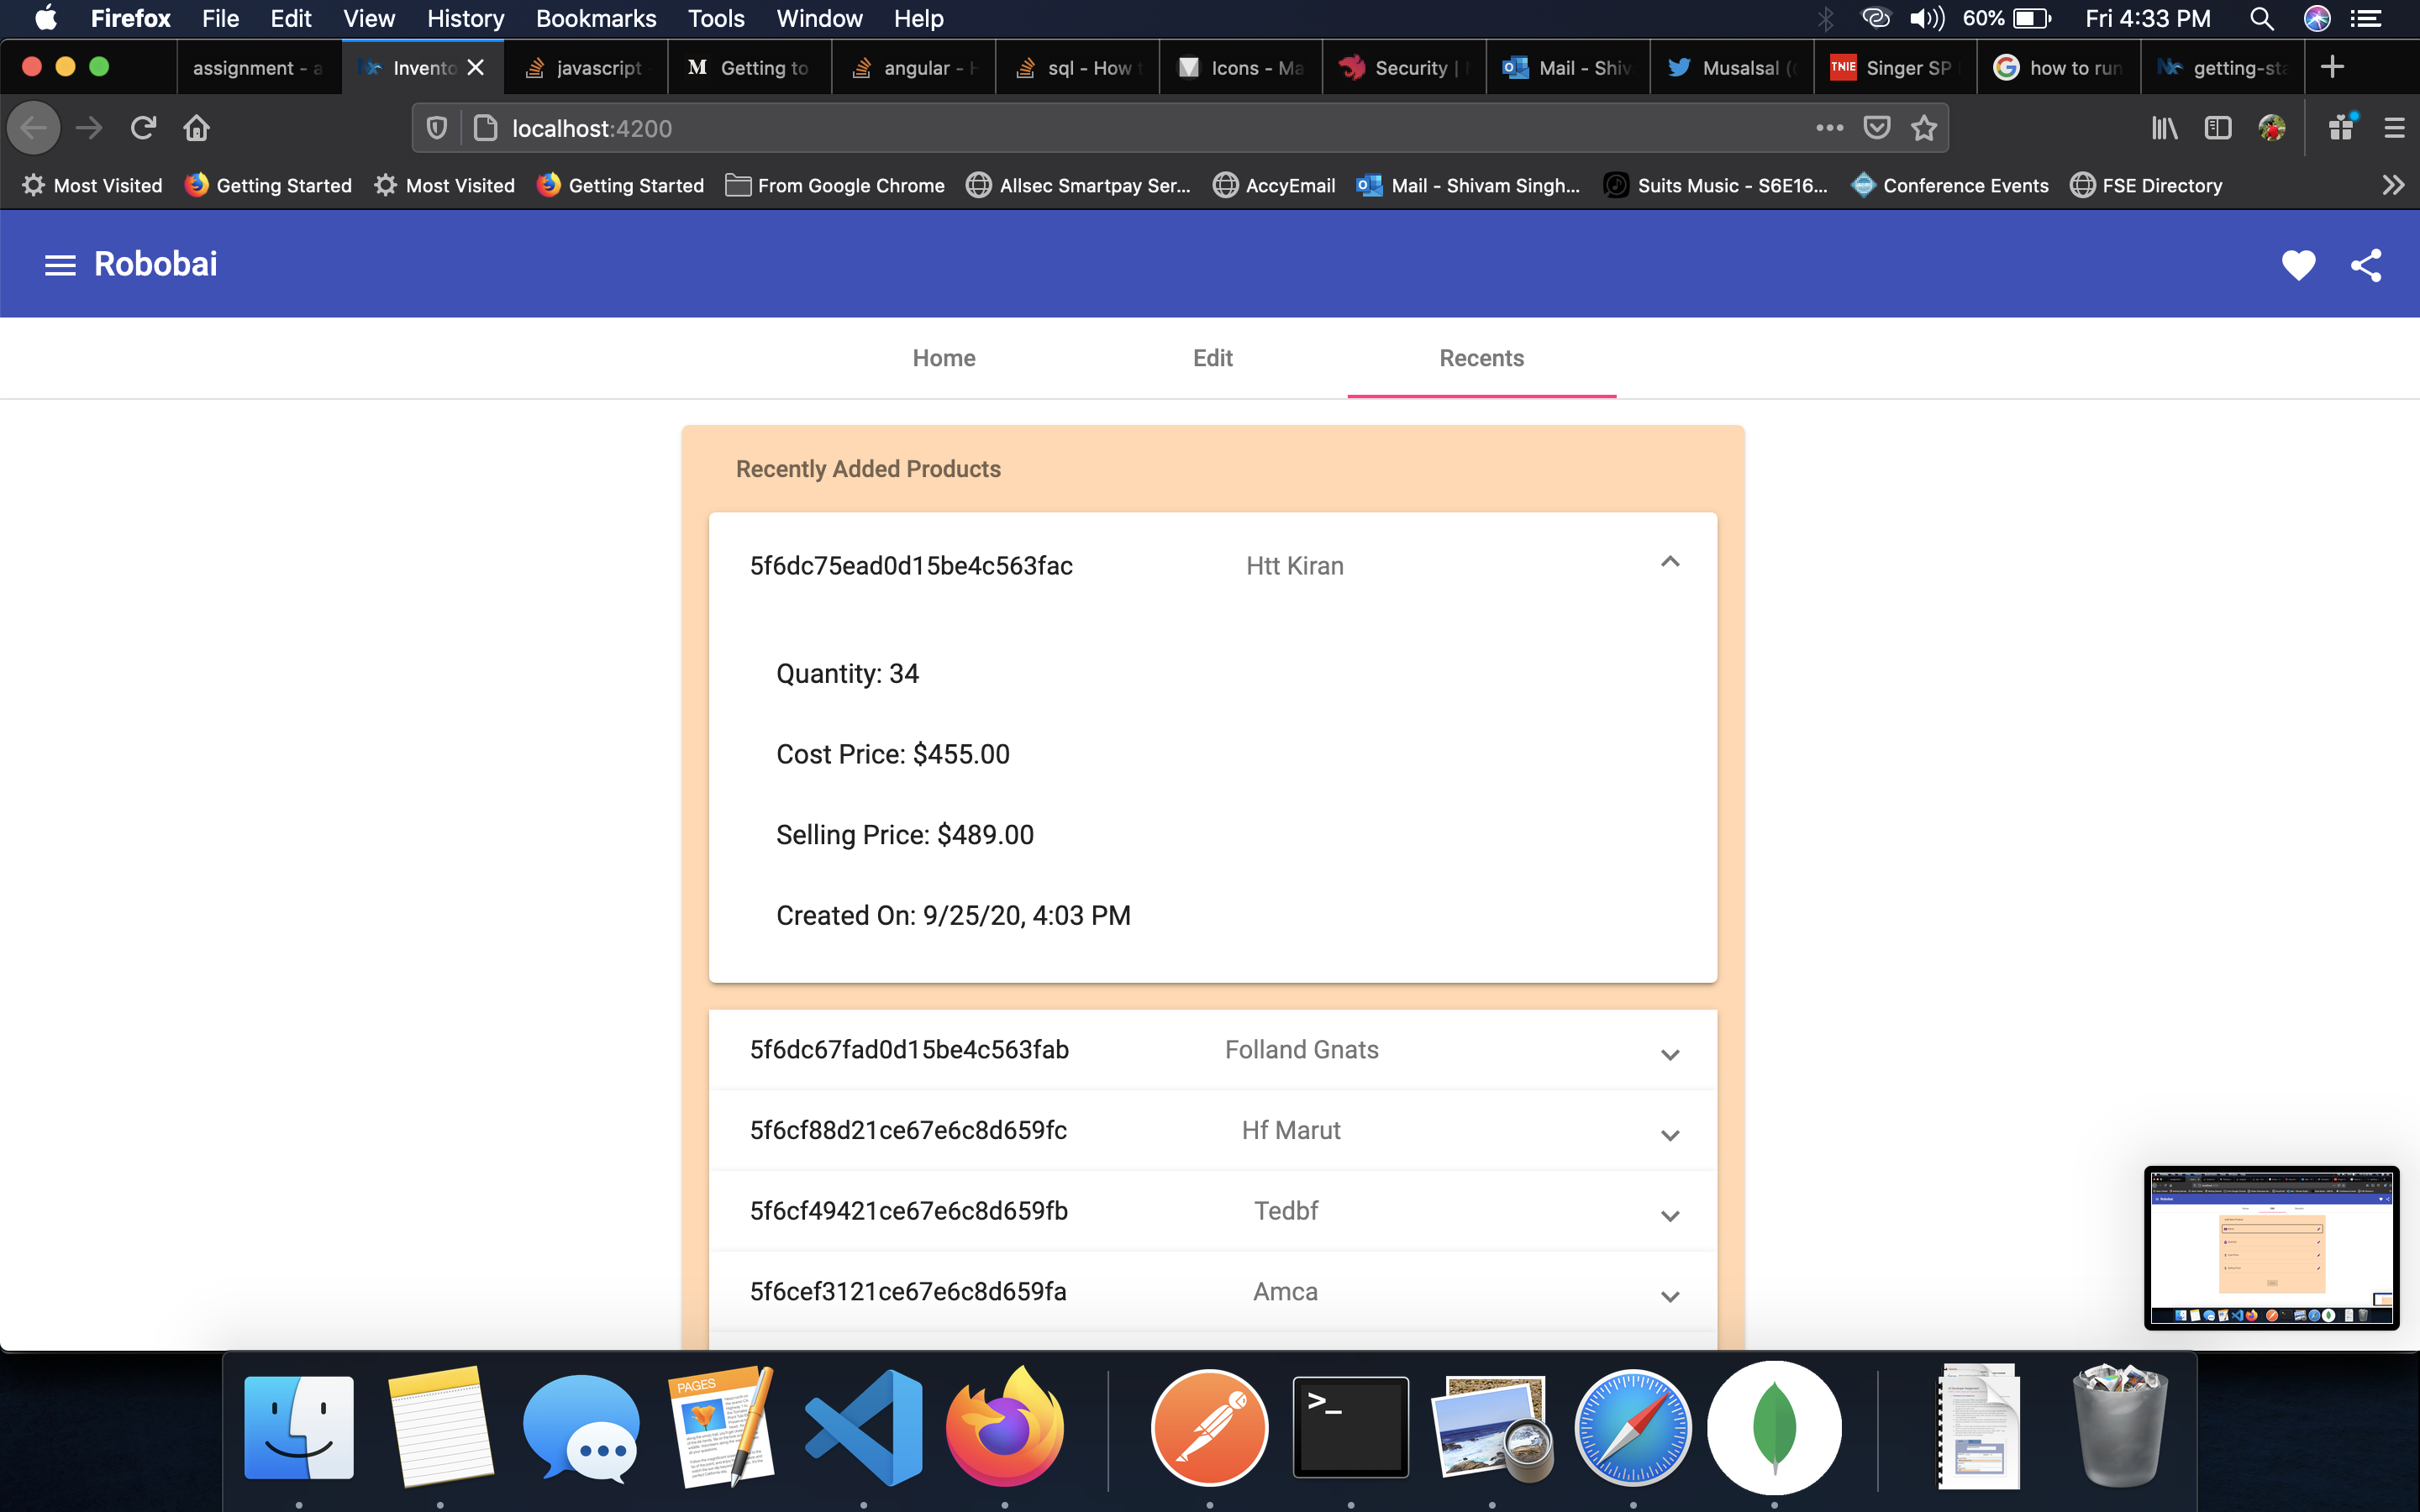 Firefox File Edit View History Bookmarks Tools Window Help 60% Fri 4:33 PM
assignment - a Invento javascript M Getting to angular - H sql - How t Icons - Ma Security | Mail - Shiv Musalsal ( TNIE Singer SP how to run getting-sta
localhost:4200
Most Visited Getting Started Most Visited Getting Started From Google Chrome Allsec Smartpay Ser... AccyEmail Mail - Shivam Singh... Suits Music - S6E16... Conference Events FSE Directory
Robobai
Home Edit Recents
Recently Added Products
5f6dc75ead0d15be4c563fac Htt Kiran
Quantity: 34
Cost Price: $455.00
Selling Price: $489.00
Created On: 9/25/20, 4:03 PM
5f6dc67fad0d15be4c563fab Folland Gnats
5f6cf88d21ce67e6c8d659fc Hf Marut
5f6cf49421ce67e6c8d659fb Tedbf
5f6cef3121ce67e6c8d659fa Amca
PAGES